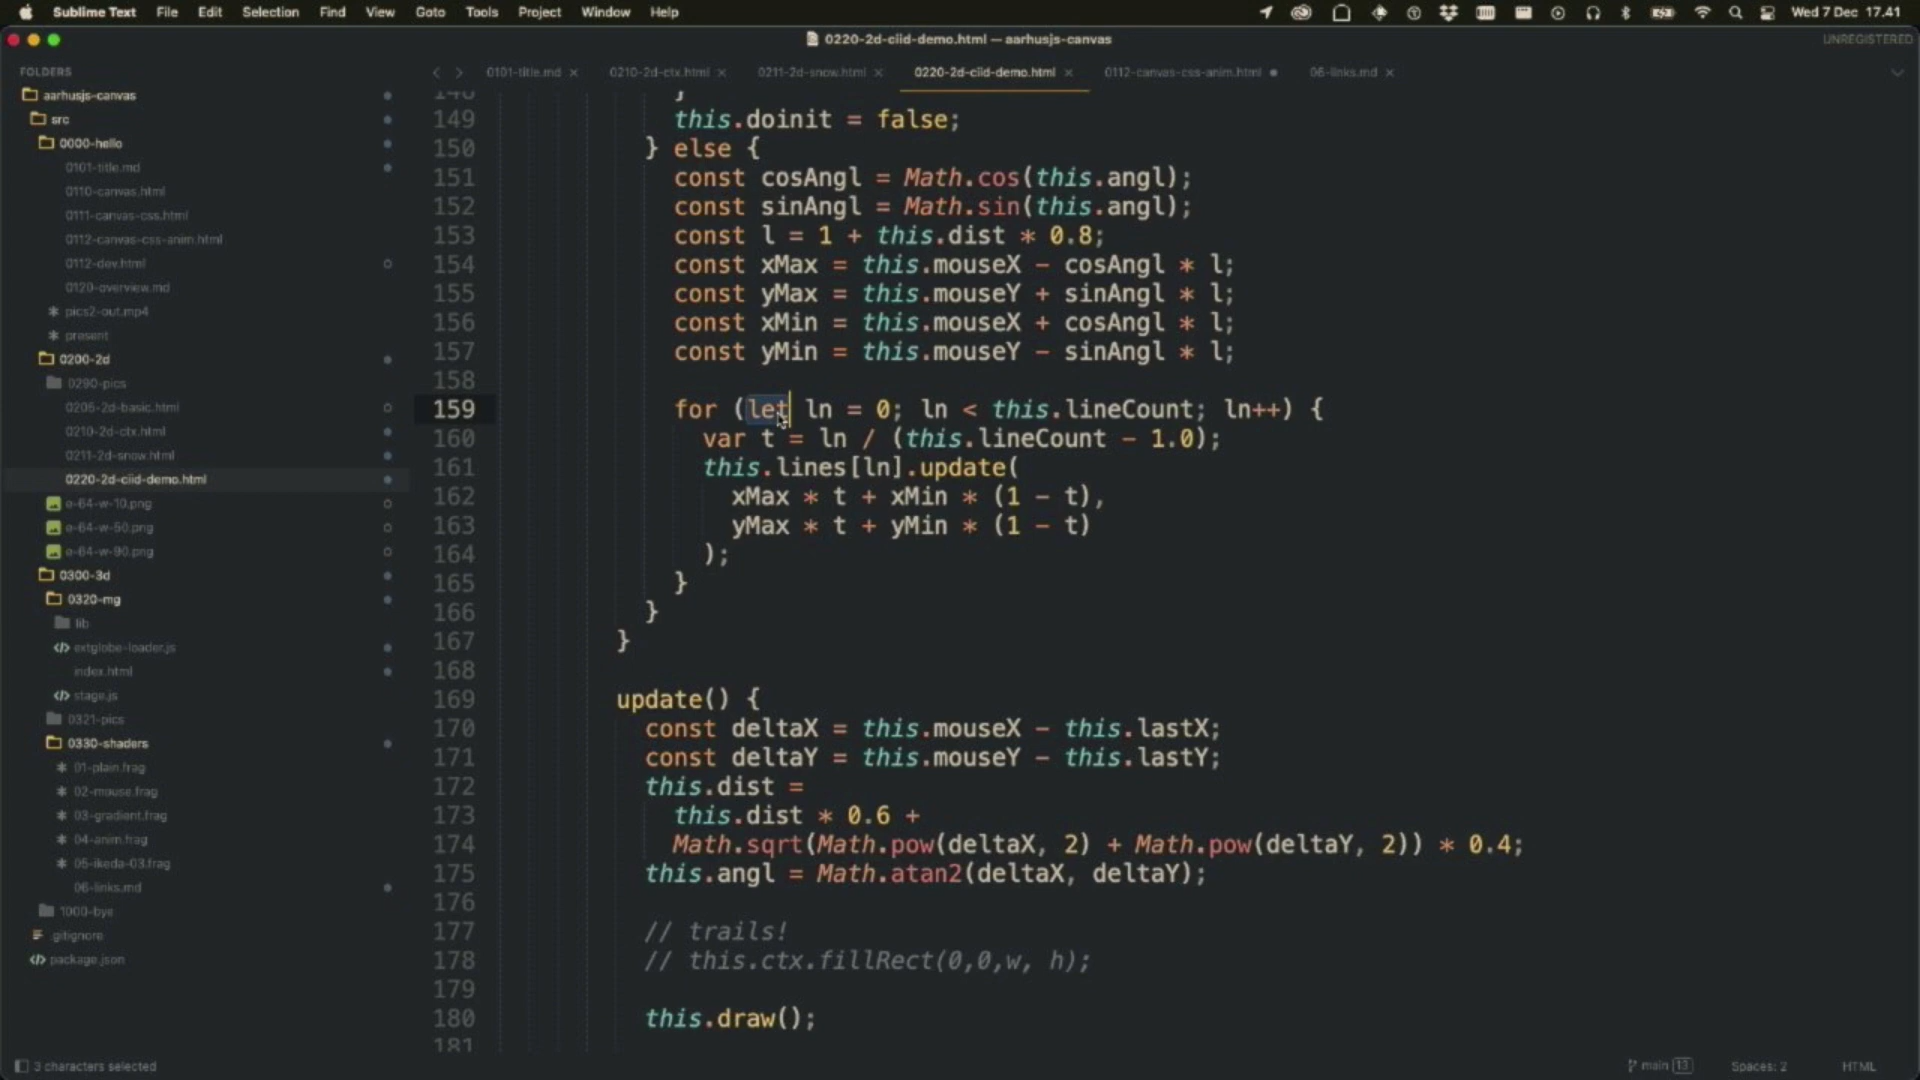 Sublime Text File Edit Selection Find View Goto Tools Project Window Help Wed 7 Dec 17.41
0220-2d-ciid-demo.html — aarhusjs-canvas UNREGISTERED
FOLDERS
aarhusjs-canvas
src
0000-hello
0101-title.md
0110-canvas.html
0111-canvas-css.html
0112-canvas-css-anim.html
0112-dev.html
0120-overview.md
pics2-out.mp4
present
0200-2d
0290-pics
0205-2d-basic.html
0210-2d-ctx.html
0211-2d-snow.html
0220-2d-ciid-demo.html
e-64-w-10.png
e-64-w-50.png
e-64-w-90.png
0300-3d
0320-mg
lib
extglobe-loader.js
index.html
stage.js
0321-pics
0330-shaders
01-plain.frag
02-mouse.frag
03-gradient.frag
04-anim.frag
05-ikeda-03.frag
06-links.md
1000-bye
.gitignore
package.json
0101-title.md 0210-2d-ctx.html 0211-2d-snow.html 0220-2d-ciid-demo.html 0112-canvas-css-anim.html 06-links.md
148 }
149 this.doinit = false;
150 } else {
151 const cosAngl = Math.cos(this.angl);
152 const sinAngl = Math.sin(this.angl);
153 const l = 1 + this.dist * 0.8;
154 const xMax = this.mouseX - cosAngl * l;
155 const yMax = this.mouseY + sinAngl * l;
156 const xMin = this.mouseX + cosAngl * l;
157 const yMin = this.mouseY - sinAngl * l;
158
159 for (let ln = 0; ln < this.lineCount; ln++) {
160 var t = ln / (this.lineCount - 1.0);
161 this.lines[ln].update(
162 xMax * t + xMin * (1 - t),
163 yMax * t + yMin * (1 - t)
164 );
165 }
166 }
167 }
168
169 update() {
170 const deltaX = this.mouseX - this.lastX;
171 const deltaY = this.mouseY - this.lastY;
172 this.dist =
173 this.dist * 0.6 +
174 Math.sqrt(Math.pow(deltaX, 2) + Math.pow(deltaY, 2)) * 0.4;
175 this.angl = Math.atan2(deltaX, deltaY);
176
177 // trails!
178 // this.ctx.fillRect(0,0,w, h);
179
180 this.draw();
181
3 characters selected main 13 Spaces: 2 HTML